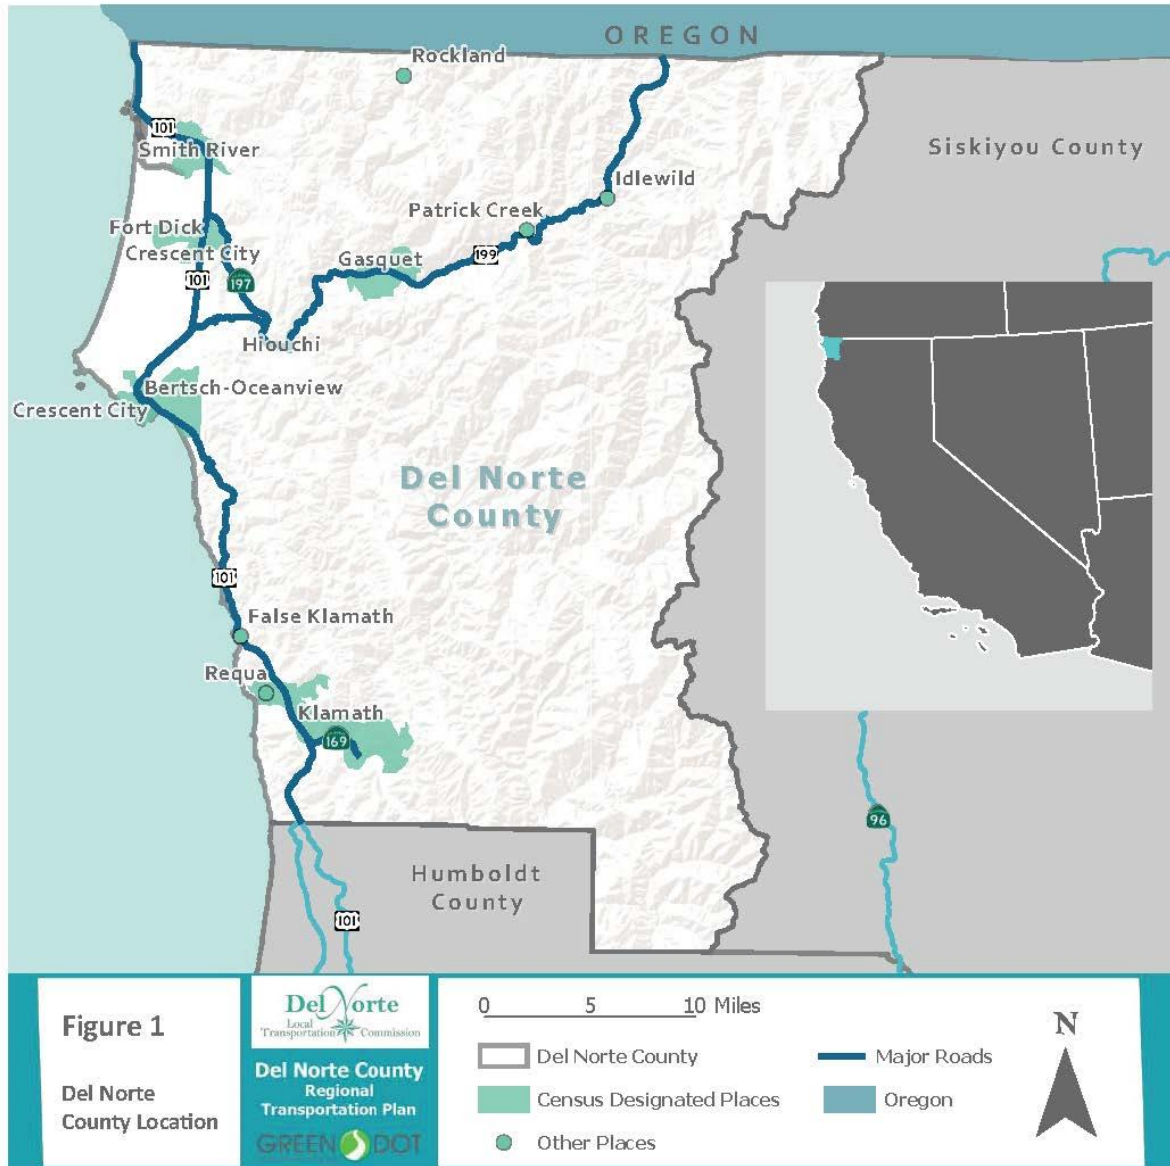 OREGON
Rockland
101
Smith River
Siskiyou County
Idlewild
Patrick Creek
Fort Dick
Crescent City
199
Gasquet
101
197
Hiouchi
Bertsch-Oceanview
Crescent City
Del Norte
County
101
False Klamath
Requa
Klamath
169
96
Humboldt
County
101
Figure 1
Del Norte
County Location
Del Norte
Local
Transportation Commission
Del Norte County
Regional
Transportation Plan
GREEN DOT
0 5 10 Miles
Del Norte County
Census Designated Places
Other Places
Major Roads
Oregon
N